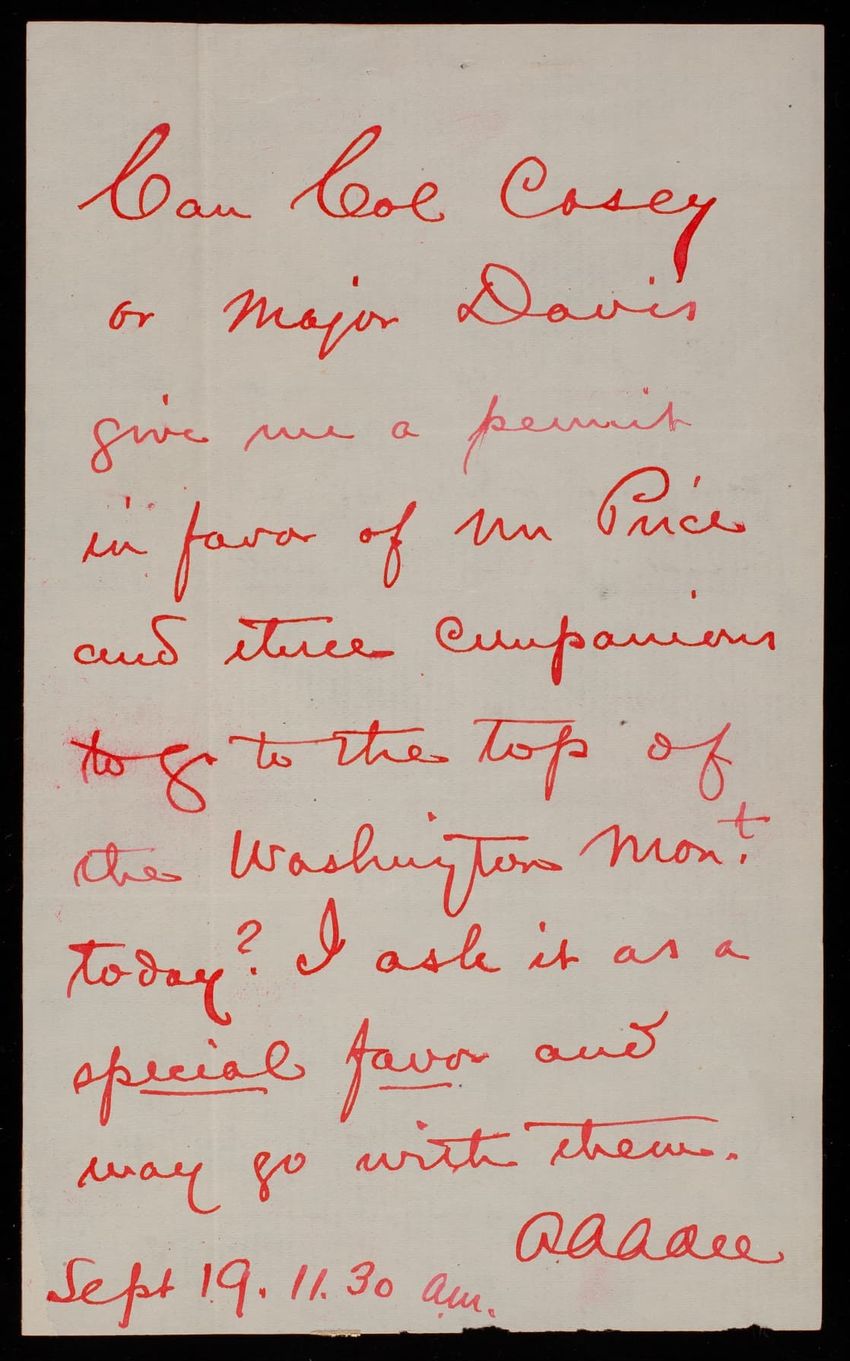 Can Col Casey
or Major Davis
give me a permit
in favor of Mr Price
and three companions
to go to the top of
the Washington Mont.
today? I ask it as a
special favor and
may go with them.
AAAdee
Sept 19. 11.30 am.